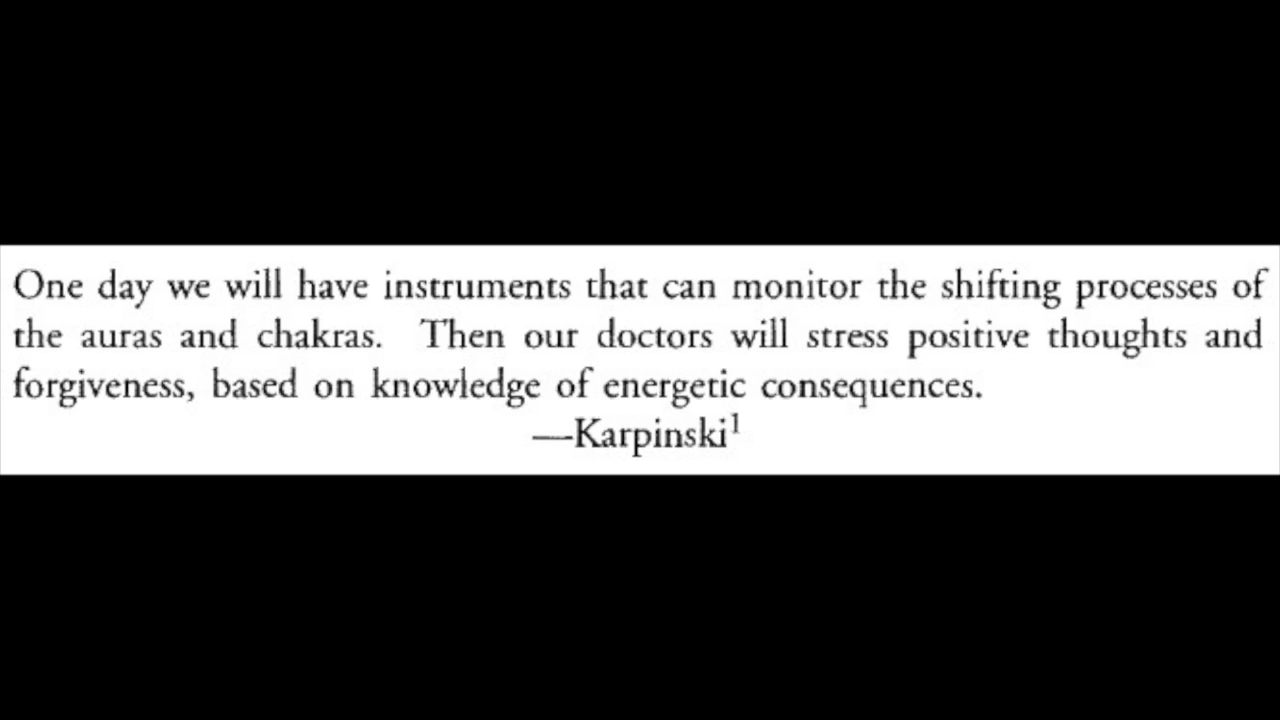 One day we will have instruments that can monitor the shifting processes of
the auras and chakras. Then our doctors will stress positive thoughts and
forgiveness, based on knowledge of energetic consequences.
—Karpinski¹